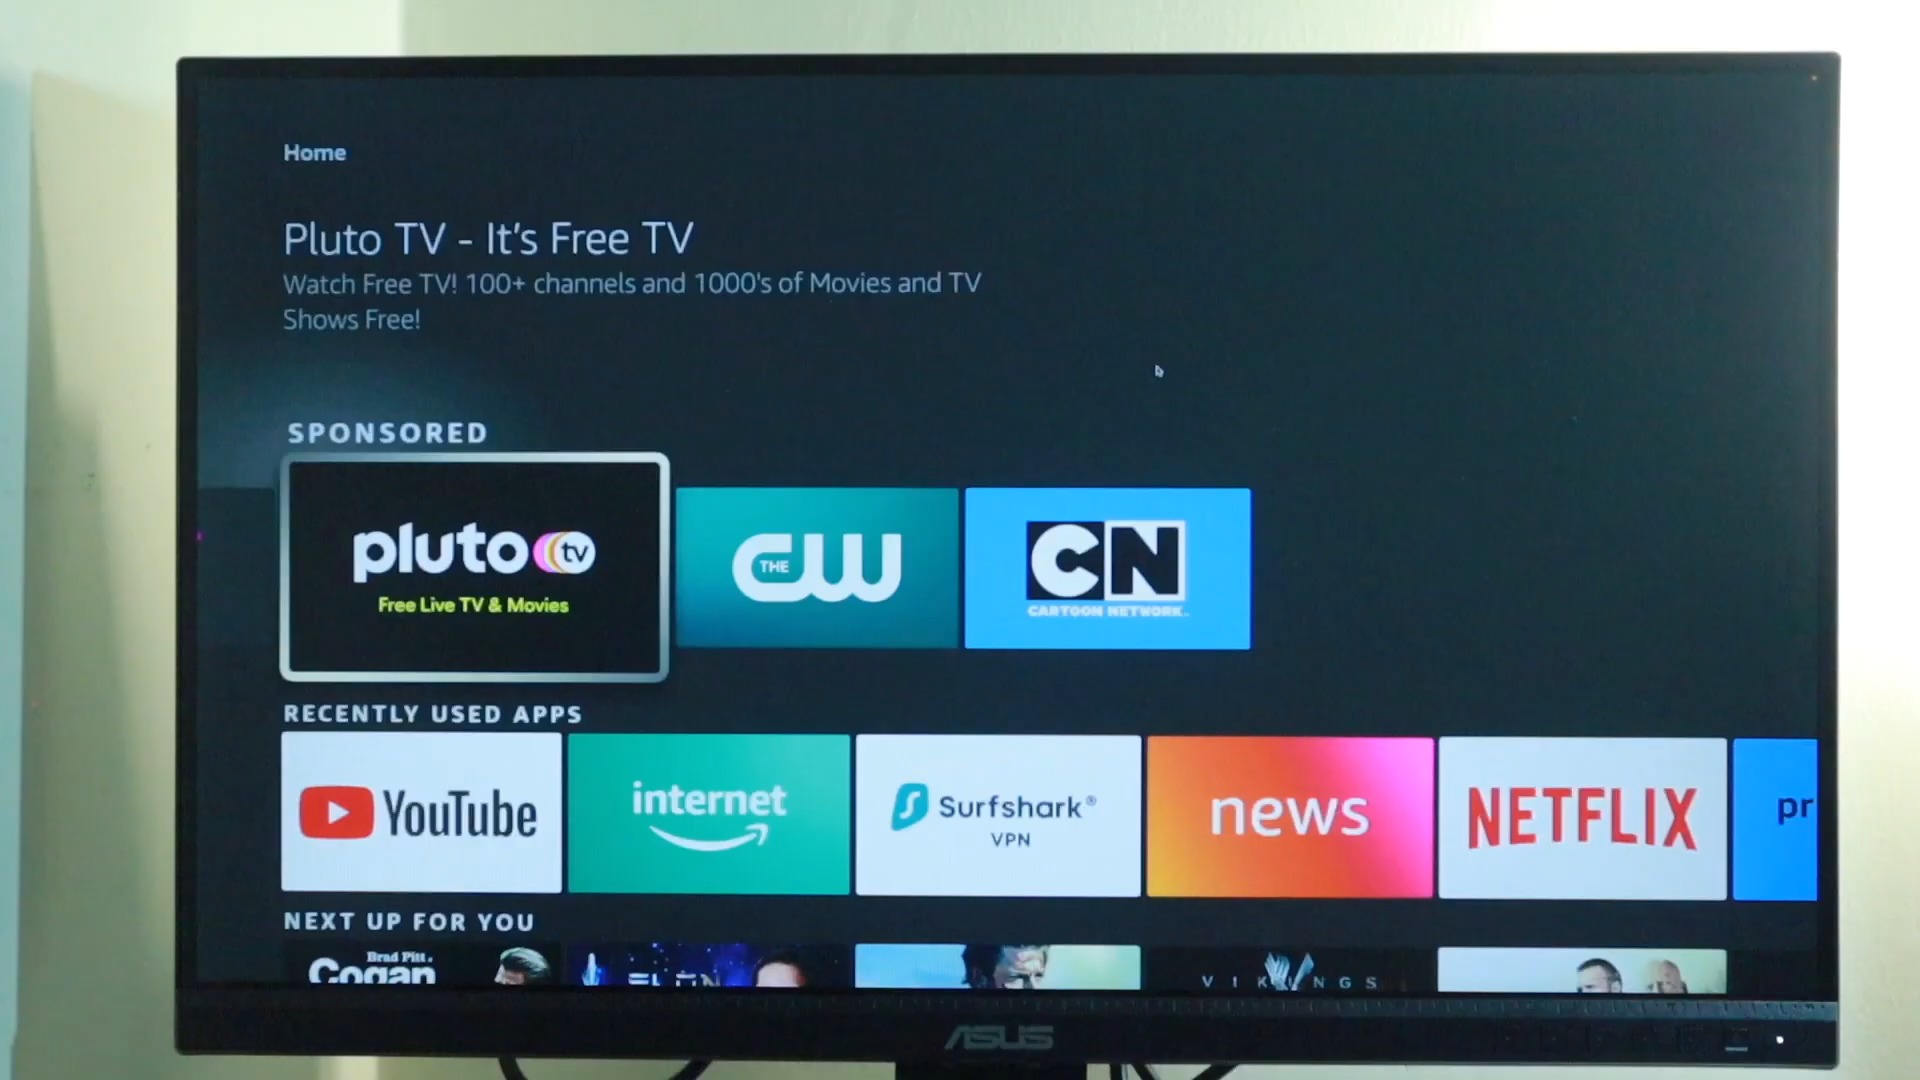 Home
Pluto TV - It's Free TV
Watch Free TV! 100+ channels and 1000's of Movies and TV
Shows Free!
SPONSORED
pluto tv
Free Live TV & Movies
THE CW
CN
CARTOON NETWORK
RECENTLY USED APPS
YouTube
internet
Surfshark®
VPN
news
NETFLIX
pr
NEXT UP FOR YOU
Brad Pitt
Cogan
VIKINGS
ASUS